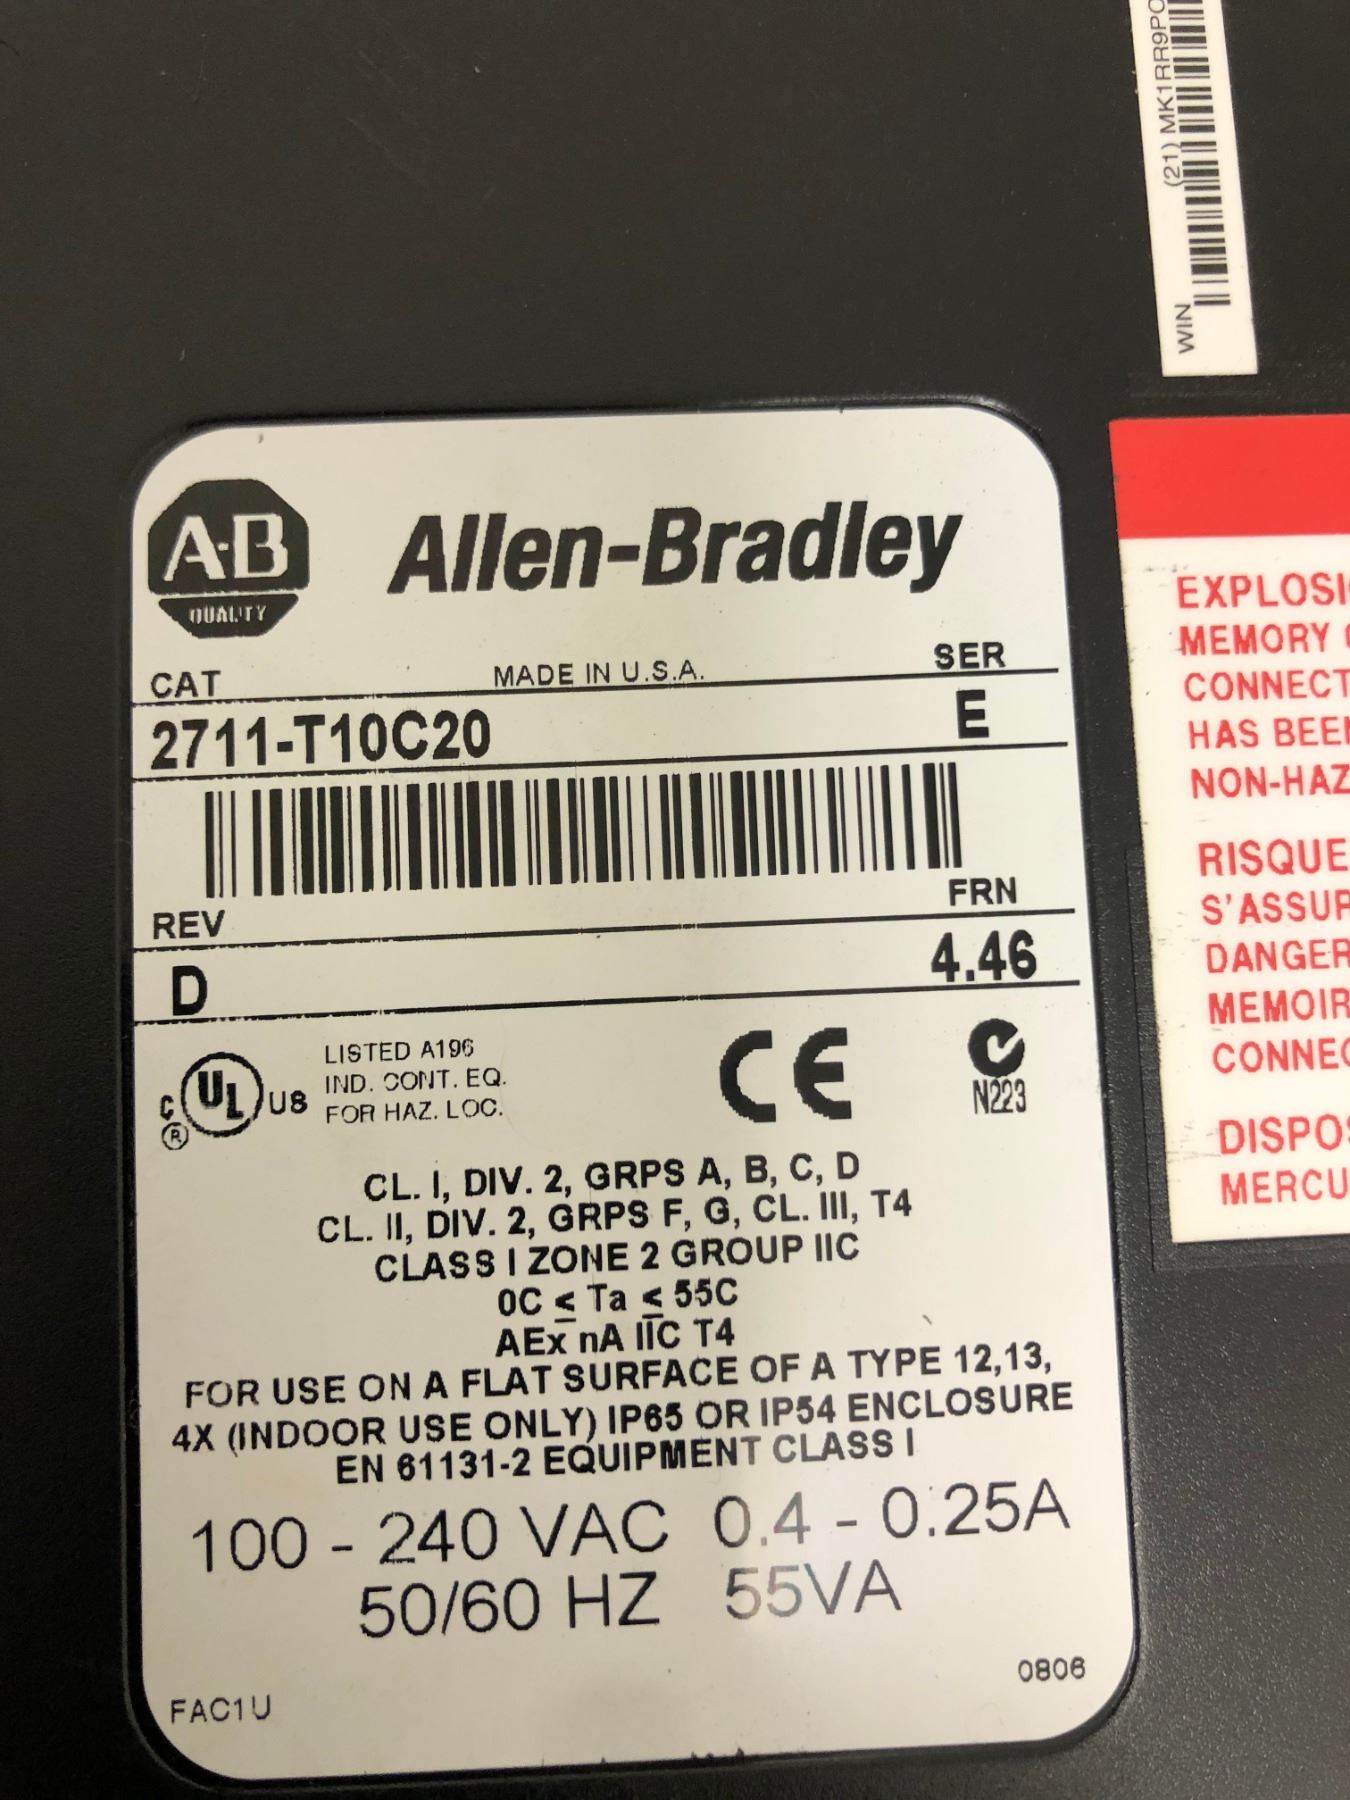 (21) MK1RR9P
WIN
A-B
QUALITY
Allen-Bradley
CAT MADE IN U.S.A. SER
2711-T10C20 E
REV FRN
D 4.46
C UL US ®
LISTED A196
IND. CONT. EQ.
FOR HAZ. LOC.
CE
N223
CL. I, DIV. 2, GRPS A, B, C, D
CL. II, DIV. 2, GRPS F, G, CL. III, T4
CLASS I ZONE 2 GROUP IIC
0C ≤ Ta ≤ 55C
AEx nA IIC T4
FOR USE ON A FLAT SURFACE OF A TYPE 12,13,
4X (INDOOR USE ONLY) IP65 OR IP54 ENCLOSURE
EN 61131-2 EQUIPMENT CLASS I
100 - 240 VAC 0.4 - 0.25A
50/60 HZ 55VA
FAC1U 0806
EXPLOSI
MEMORY
CONNECT
HAS BEE
NON-HAZ
RISQUE
S'ASSUR
DANGER
MEMOIR
CONNEC
DISPOS
MERCU